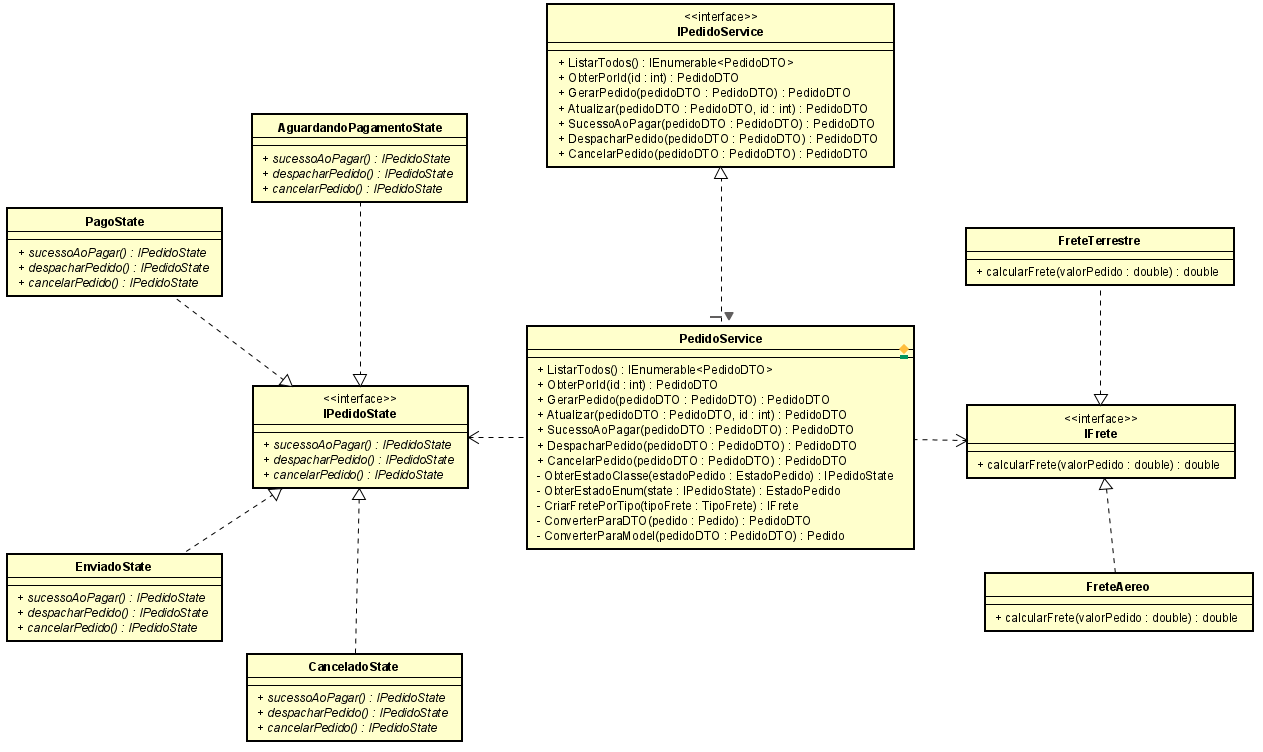 <<interface>>
IPedidoService
+ ListarTodos() : IEnumerable<PedidoDTO>
+ ObterPorId(id : int) : PedidoDTO
+ GerarPedido(pedidoDTO : PedidoDTO) : PedidoDTO
+ Atualizar(pedidoDTO : PedidoDTO, id : int) : PedidoDTO
+ SucessoAoPagar(pedidoDTO : PedidoDTO) : PedidoDTO
+ DespacharPedido(pedidoDTO : PedidoDTO) : PedidoDTO
+ CancelarPedido(pedidoDTO : PedidoDTO) : PedidoDTO
AguardandoPagamentoState
+ sucessoAoPagar() : IPedidoState
+ despacharPedido() : IPedidoState
+ cancelarPedido() : IPedidoState
PagoState
+ sucessoAoPagar() : IPedidoState
+ despacharPedido() : IPedidoState
+ cancelarPedido() : IPedidoState
FreteTerrestre
+ calcularFrete(valorPedido : double) : double
PedidoService
+ ListarTodos() : IEnumerable<PedidoDTO>
+ ObterPorId(id : int) : PedidoDTO
+ GerarPedido(pedidoDTO : PedidoDTO) : PedidoDTO
+ Atualizar(pedidoDTO : PedidoDTO, id : int) : PedidoDTO
+ SucessoAoPagar(pedidoDTO : PedidoDTO) : PedidoDTO
+ DespacharPedido(pedidoDTO : PedidoDTO) : PedidoDTO
+ CancelarPedido(pedidoDTO : PedidoDTO) : PedidoDTO
- ObterEstadoClasse(estadoPedido : EstadoPedido) : IPedidoState
- ObterEstadoEnum(state : IPedidoState) : EstadoPedido
- CriarFretePorTipo(tipoFrete : TipoFrete) : IFrete
- ConverterParaDTO(pedido : Pedido) : PedidoDTO
- ConverterParaModel(pedidoDTO : PedidoDTO) : Pedido
<<interface>>
IPedidoState
+ sucessoAoPagar() : IPedidoState
+ despacharPedido() : IPedidoState
+ cancelarPedido() : IPedidoState
<<interface>>
IFrete
+ calcularFrete(valorPedido : double) : double
EnviadoState
+ sucessoAoPagar() : IPedidoState
+ despacharPedido() : IPedidoState
+ cancelarPedido() : IPedidoState
FreteAereo
+ calcularFrete(valorPedido : double) : double
CanceladoState
+ sucessoAoPagar() : IPedidoState
+ despacharPedido() : IPedidoState
+ cancelarPedido() : IPedidoState